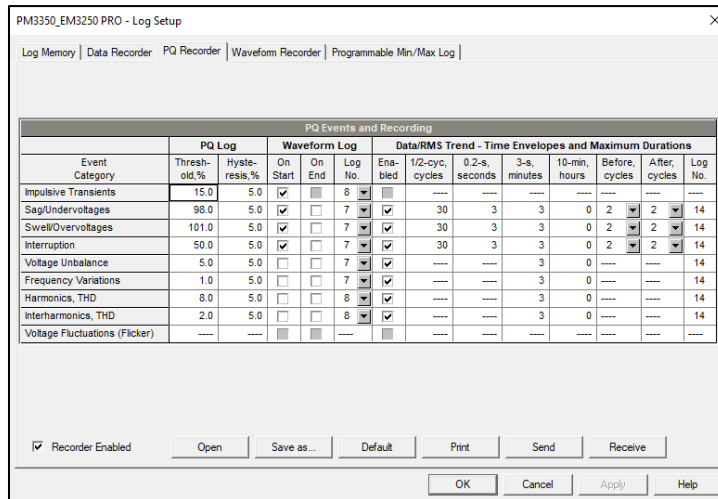 PM3350_EM3250 PRO - Log Setup
Log Memory Data Recorder PQ Recorder Waveform Recorder Programmable Min/Max Log
PQ Events and Recording
PQ Log Waveform Log Data/RMS Trend - Time Envelopes and Maximum Durations
Event Category Thresh-old,% Hyste-resis,% On Start On End Log No. Ena-bled 1/2-cyc, cycles 0.2-s, seconds 3-s, minutes 10-min, hours Before, cycles After, cycles Log No.
Impulsive Transients 15.0 5.0 8 ---- ---- ---- ---- ---- ---- ----
Sag/Undervoltages 98.0 5.0 7 30 3 3 0 2 2 14
Swell/Overvoltages 101.0 5.0 7 30 3 3 0 2 2 14
Interruption 50.0 5.0 7 30 3 3 0 2 2 14
Voltage Unbalance 5.0 5.0 7 ---- ---- 3 0 ---- ---- 14
Frequency Variations 1.0 5.0 7 ---- ---- 3 0 ---- ---- 14
Harmonics, THD 8.0 5.0 8 ---- ---- 3 0 ---- ---- 14
Interharmonics, THD 2.0 5.0 8 ---- ---- 3 0 ---- ---- 14
Voltage Fluctuations (Flicker) ---- ---- ---- ---- ---- ---- ---- ---- ---- ----
Recorder Enabled Open Save as... Default Print Send Receive
OK Cancel Apply Help